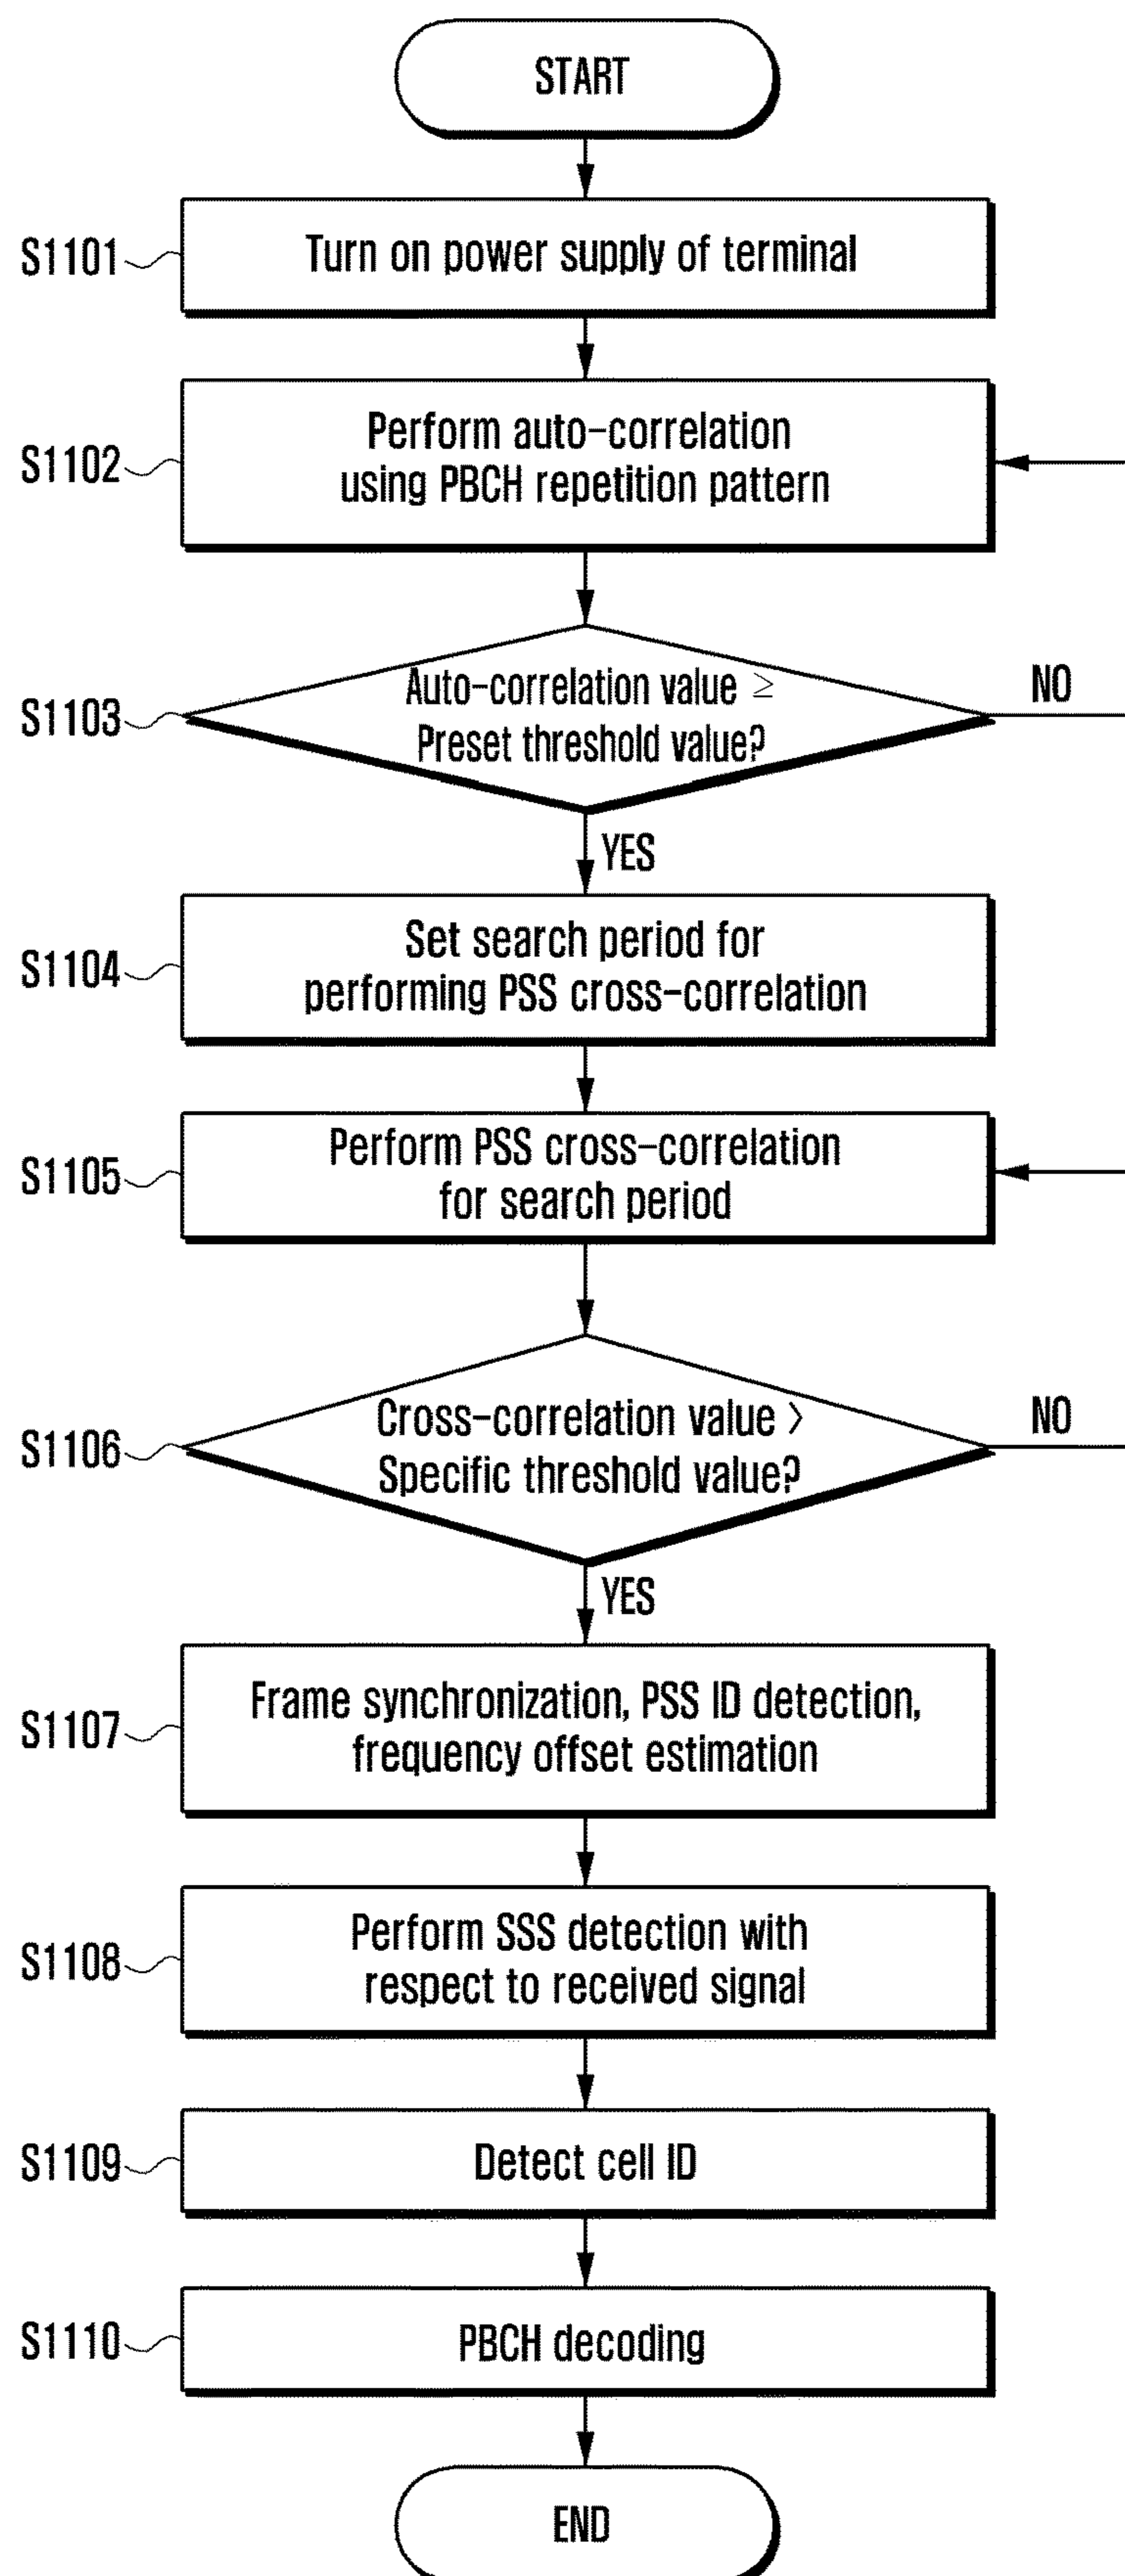 START
S1101
Turn on power supply of terminal
S1102
Perform auto-correlation
using PBCH repetition pattern
S1103
Auto-correlation value ≥
Preset threshold value?
NO
YES
S1104
Set search period for
performing PSS cross-correlation
S1105
Perform PSS cross-correlation
for search period
S1106
Cross-correlation value >
Specific threshold value?
NO
YES
S1107
Frame synchronization, PSS ID detection,
frequency offset estimation
S1108
Perform SSS detection with
respect to received signal
S1109
Detect cell ID
S1110
PBCH decoding
END